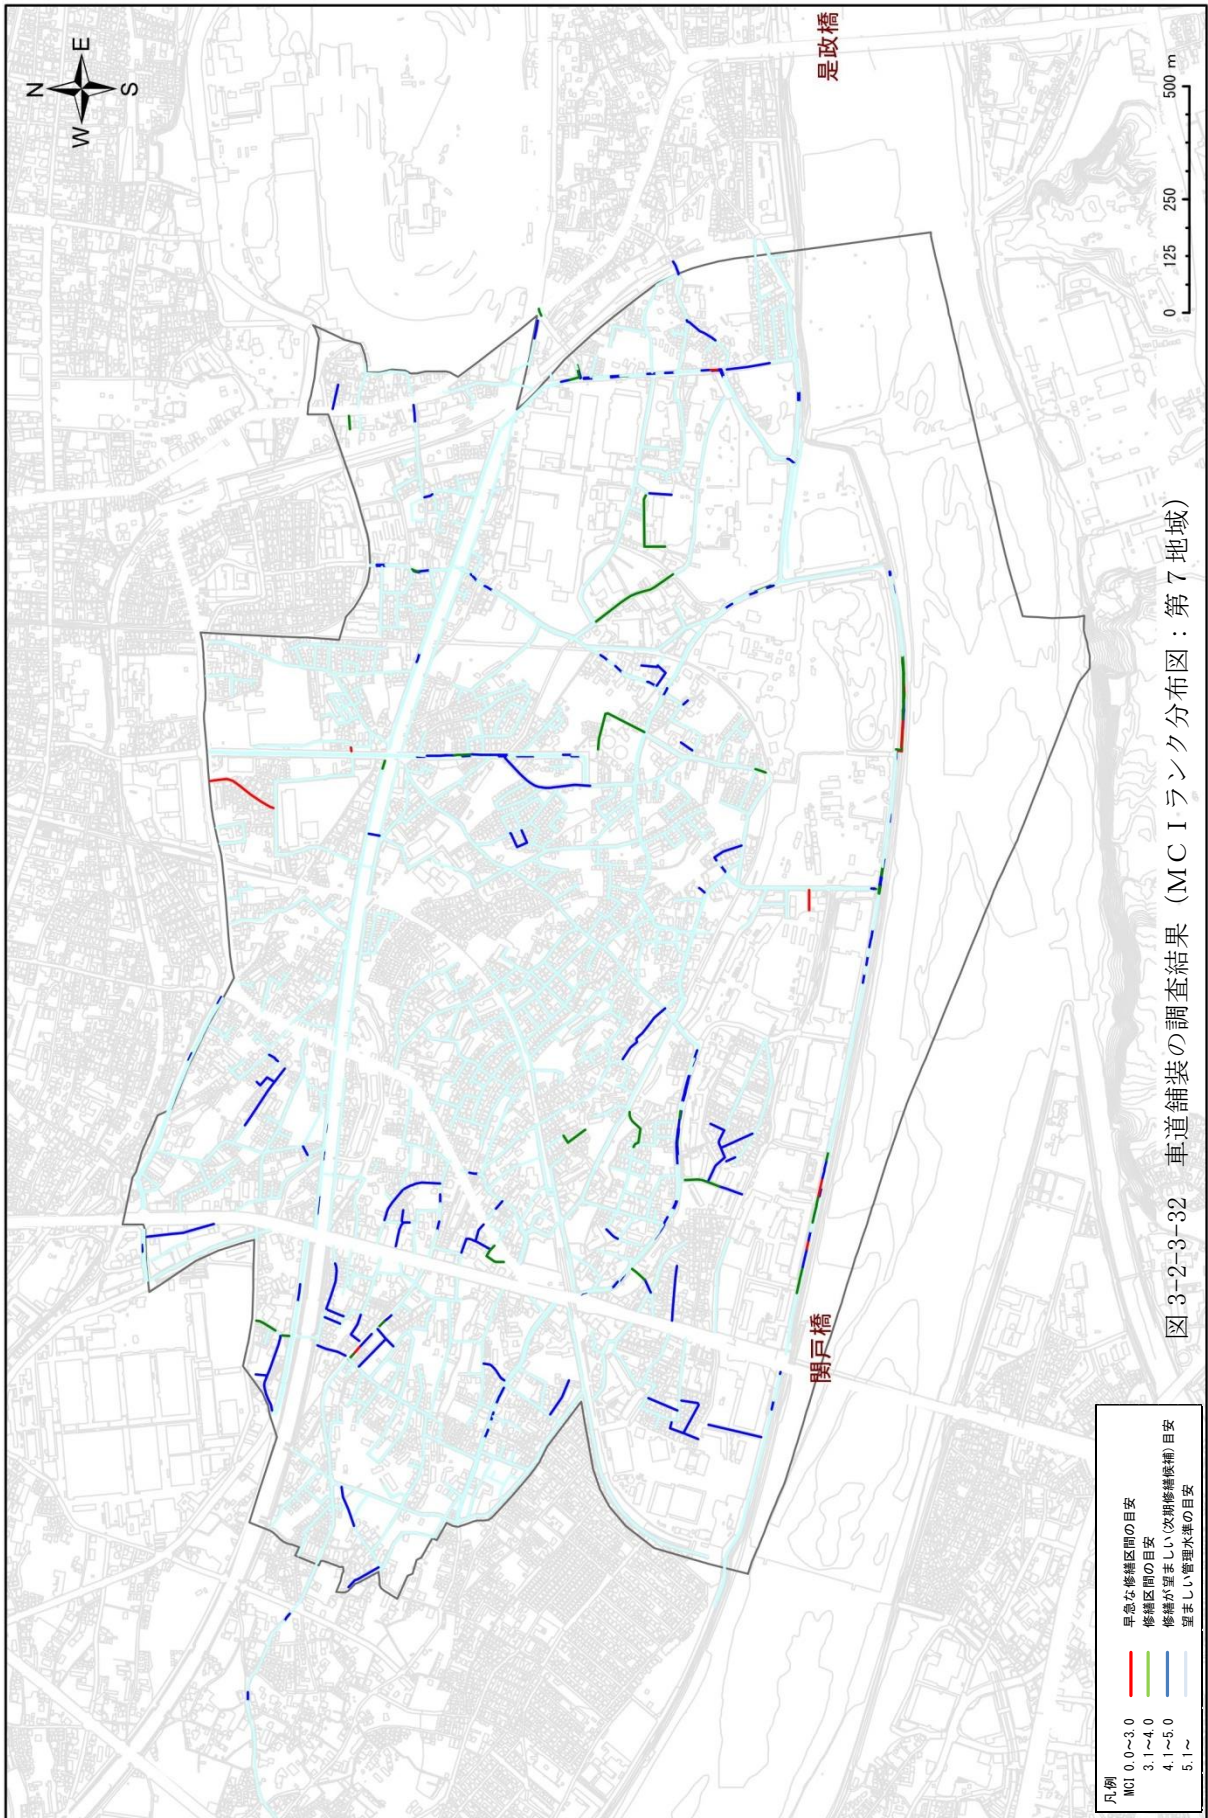 N
E
W
S
是政橋
関戸橋
0 125 250 500 m
凡例
MCI 0.0～3.0 早急な修繕区間の目安
3.1～4.0 修繕区間の目安
4.1～5.0 修繕が望ましい(次期修繕候補)目安
5.1～ 望ましい管理水準の目安
図 3-2-3-32 車道舗装の調査結果（ＭＣＩランク分布図：第７地域）